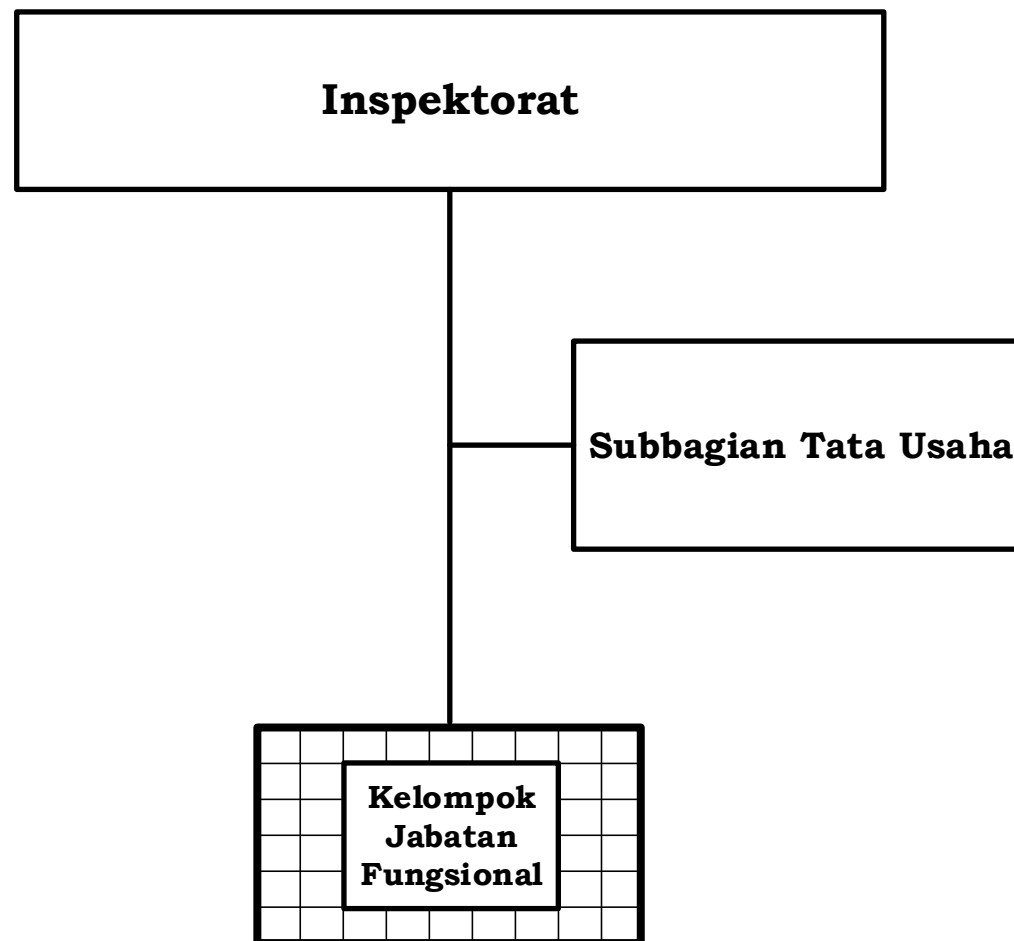 Inspektorat
Subbagian Tata Usaha
Kelompok
Jabatan
Fungsional